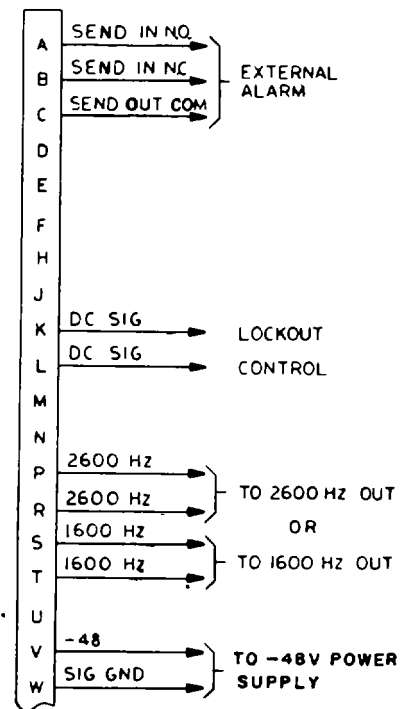 A SEND IN N.O.
B SEND IN NC EXTERNAL
ALARM
C SEND OUT COM
D
E
F
H
J
K DC SIG LOCKOUT
L DC SIG CONTROL
M
N
P 2600 HZ
TO 2600 HZ OUT
R 2600 HZ
OR
S 1600 HZ
TO 1600 HZ OUT
T 1600 HZ
U
V -48
TO -48V POWER
W SIG GND SUPPLY